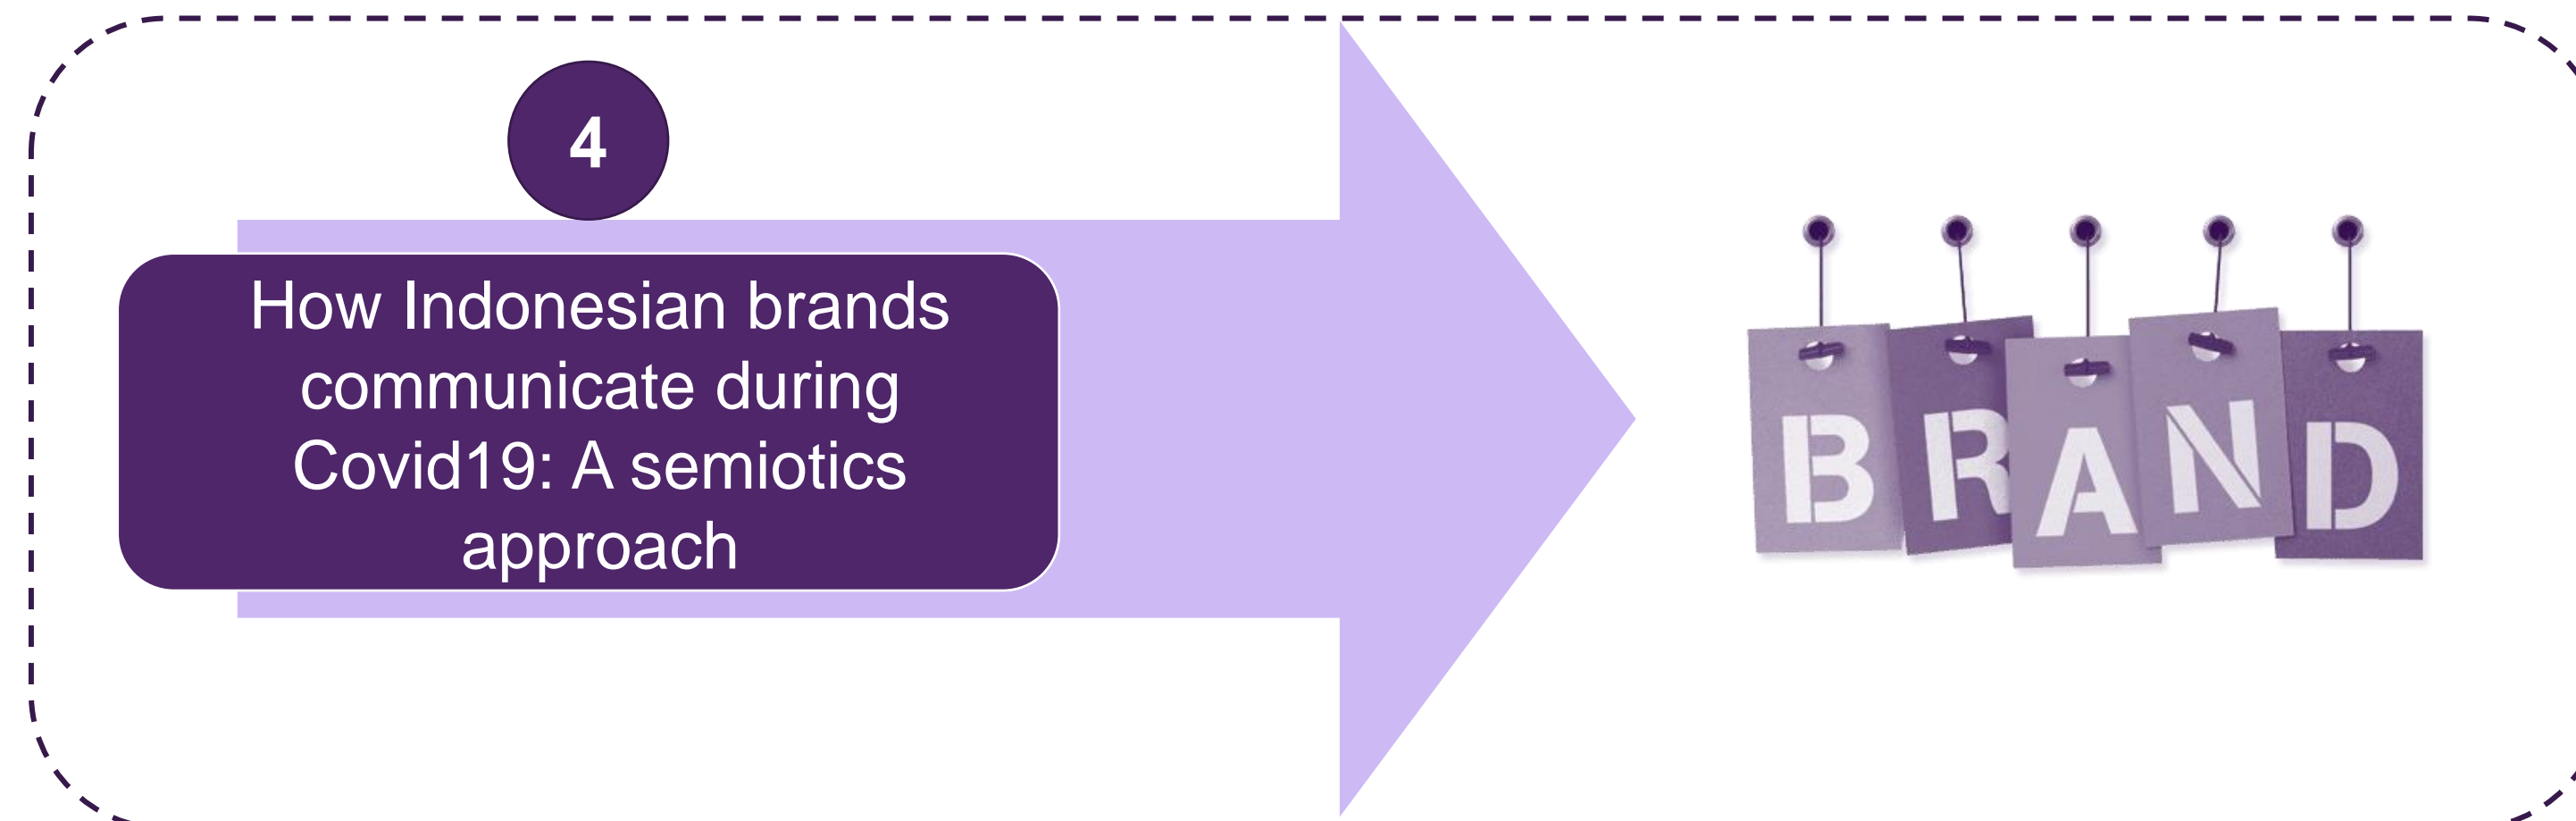 4
How Indonesian brands
communicate during
Covid19: A semiotics
approach
BRAND